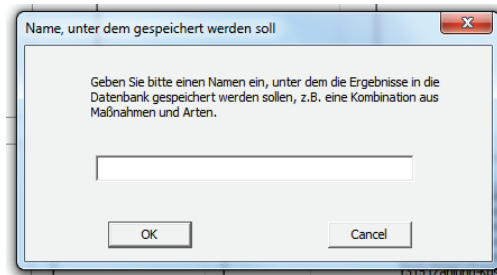 Name, unter dem gespeichert werden soll
Geben Sie bitte einen Namen ein, unter dem die Ergebnisse in die
Datenbank gespeichert werden sollen, z.B. eine Kombination aus
Maßnahmen und Arten.
OK
Cancel